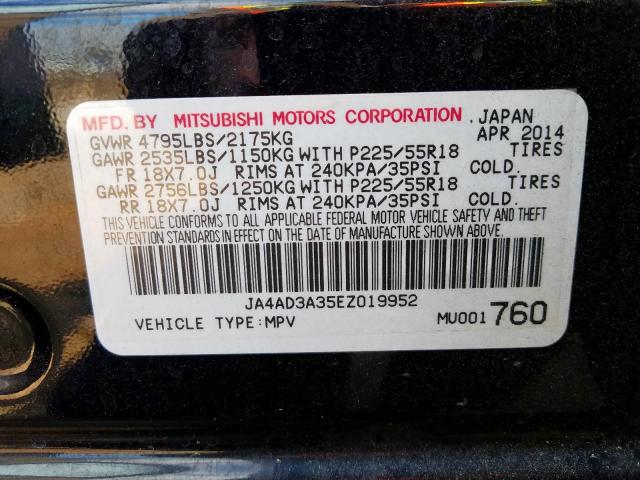 MFD. BY MITSUBISHI MOTORS CORPORATION. JAPAN
GVWR 4795LBS/2175KG APR 2014
GAWR 2535LBS/1150KG WITH P225/55R18 TIRES
FR 18X7.0J RIMS AT 240KPA/35PSI COLD.
GAWR 2756LBS/1250KG WITH P225/55R18 TIRES
RR 18X7.0J RIMS AT 240KPA/35PSI COLD.
THIS VEHICLE CONFORMS TO ALL APPLICABLE FEDERAL MOTOR VEHICLE SAFETY AND THEFT
PREVENTION STANDARDS IN EFFECT ON THE DATE OF MANUFACTURE SHOWN ABOVE.
JA4AD3A35EZ019952
VEHICLE TYPE:MPV MU001 760